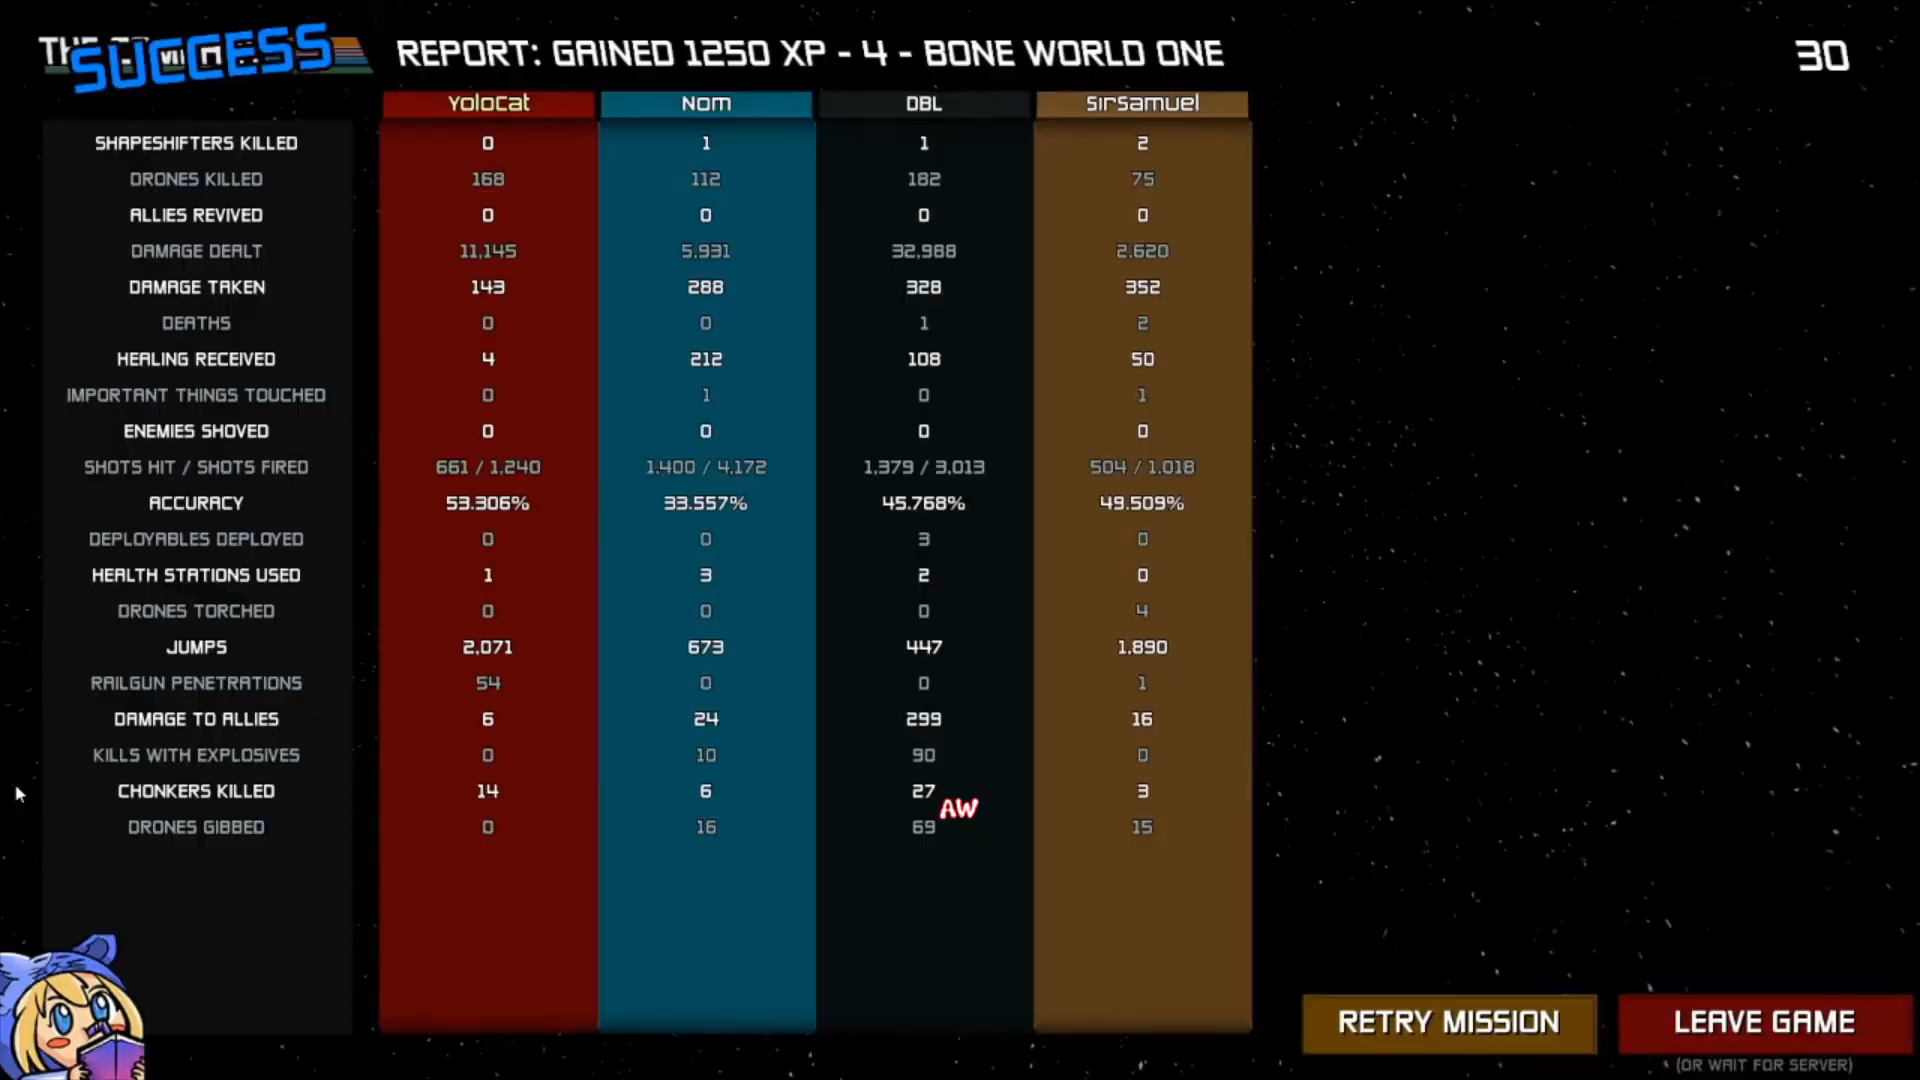 SUCCESS
REPORT: GAINED 1250 XP - 4 - BONE WORLD ONE
30
YoloCat Nom DBL SirSamuel
SHAPESHIFTERS KILLED 0 1 1 2
DRONES KILLED 168 112 182 75
ALLIES REVIVED 0 0 0 0
DAMAGE DEALT 11,145 5,931 32,988 2,620
DAMAGE TAKEN 143 288 328 352
DEATHS 0 0 1 2
HEALING RECEIVED 4 212 108 50
IMPORTANT THINGS TOUCHED 0 1 0 1
ENEMIES SHOVED 0 0 0 0
SHOTS HIT / SHOTS FIRED 661 / 1,240 1,400 / 4,172 1,379 / 3,013 504 / 1,018
ACCURACY 53.306% 33.557% 45.768% 49.509%
DEPLOYABLES DEPLOYED 0 0 3 0
HEALTH STATIONS USED 1 3 2 0
DRONES TORCHED 0 0 0 4
JUMPS 2,071 673 447 1,890
RAILGUN PENETRATIONS 54 0 0 1
DAMAGE TO ALLIES 6 24 299 16
KILLS WITH EXPLOSIVES 0 10 90 0
CHONKERS KILLED 14 6 27 3
AW
DRONES GIBBED 0 16 69 15
RETRY MISSION
LEAVE GAME
(OR WAIT FOR SERVER)